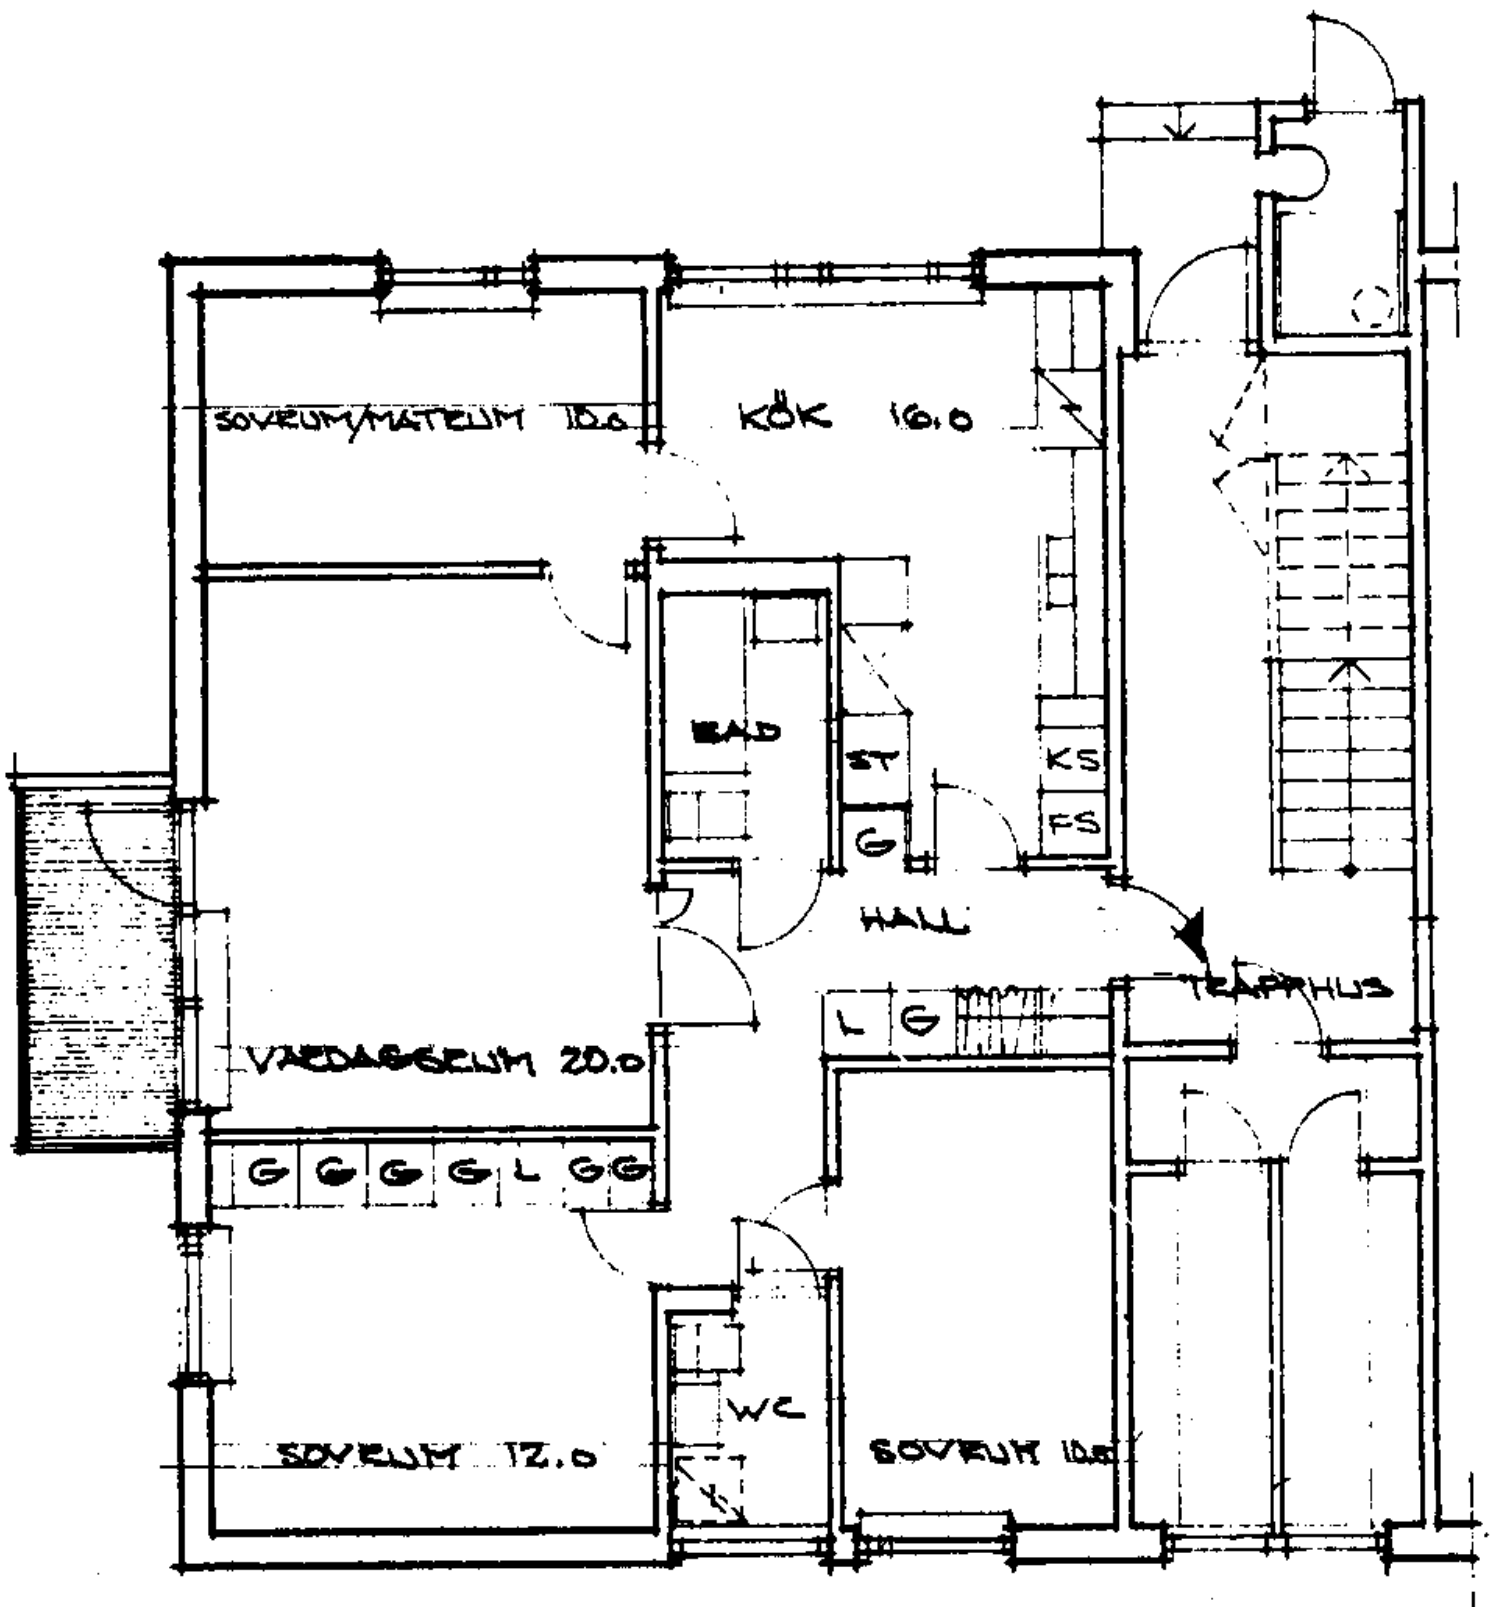 SOVRUM/MATRUM 10.0
KÖK 16.0
BAD
ST
KS
FS
G
HALL
L G
TRAPPHUS
VARDAGSRUM 20.0
G G G G L G G
WC
SOVRUM 12.0
SOVRUM 10.0